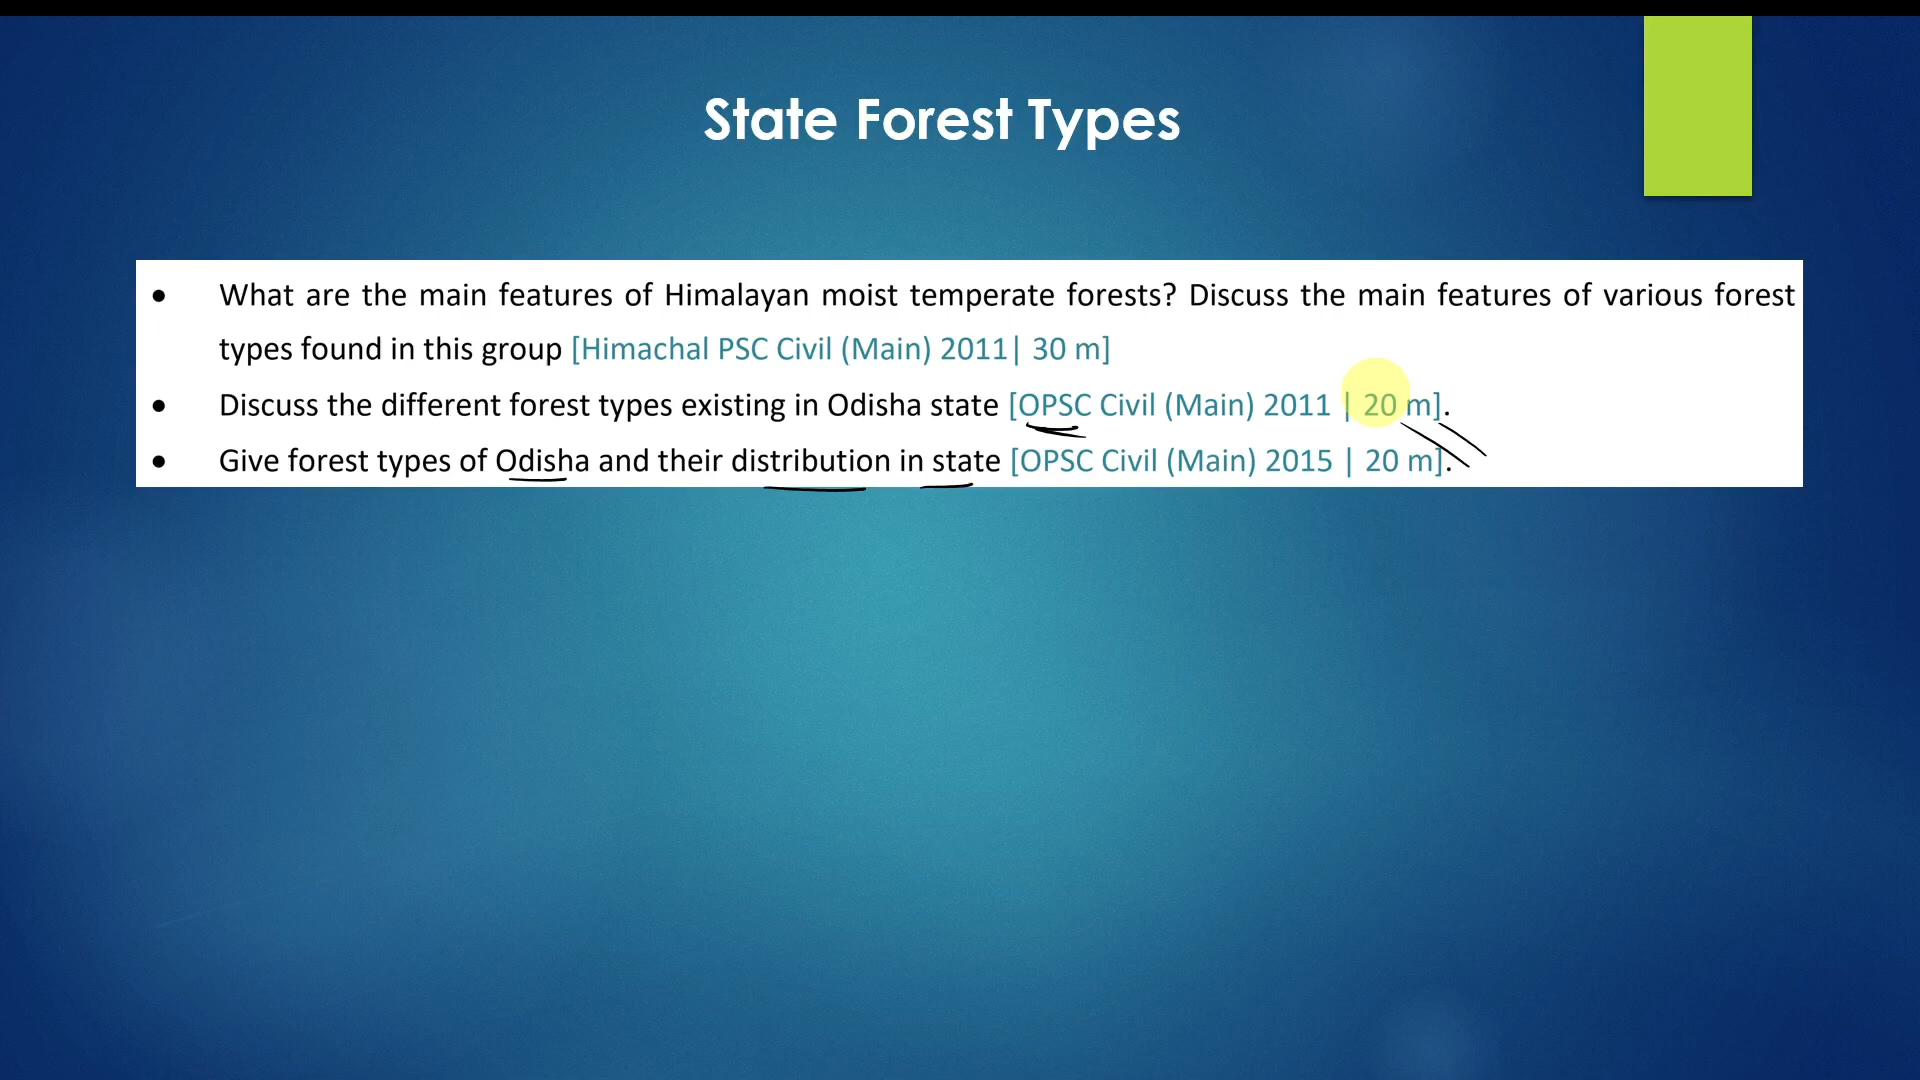 State Forest Types
• What are the main features of Himalayan moist temperate forests? Discuss the main features of various forest
types found in this group [Himachal PSC Civil (Main) 2011| 30 m]
• Discuss the different forest types existing in Odisha state [OPSC Civil (Main) 2011 | 20 m].
• Give forest types of Odisha and their distribution in state [OPSC Civil (Main) 2015 | 20 m].